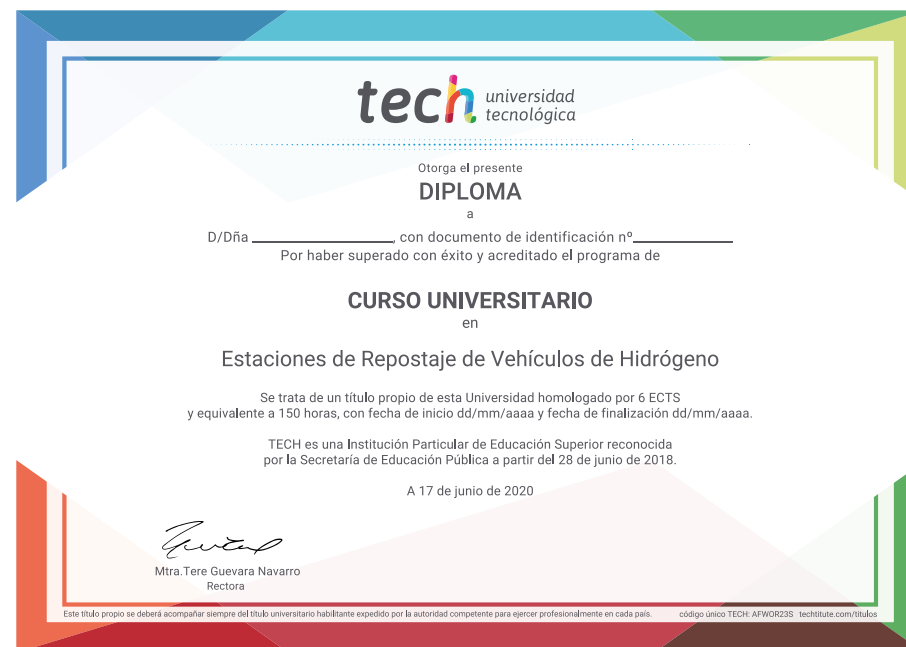 tech universidad
tecnológica
Otorga el presente
DIPLOMA
a
D/Dña ____________________, con documento de identificación nº______________
Por haber superado con éxito y acreditado el programa de
CURSO UNIVERSITARIO
en
Estaciones de Repostaje de Vehículos de Hidrógeno
Se trata de un título propio de esta Universidad homologado por 6 ECTS
y equivalente a 150 horas, con fecha de inicio dd/mm/aaaa y fecha de finalización dd/mm/aaaa.
TECH es una Institución Particular de Educación Superior reconocida
por la Secretaría de Educación Pública a partir del 28 de junio de 2018.
A 17 de junio de 2020
Mtra.Tere Guevara Navarro
Rectora
Este título propio se deberá acompañar siempre del título universitario habilitante expedido por la autoridad competente para ejercer profesionalmente en cada país. código único TECH: AFWOR23S techtitute.com/títulos